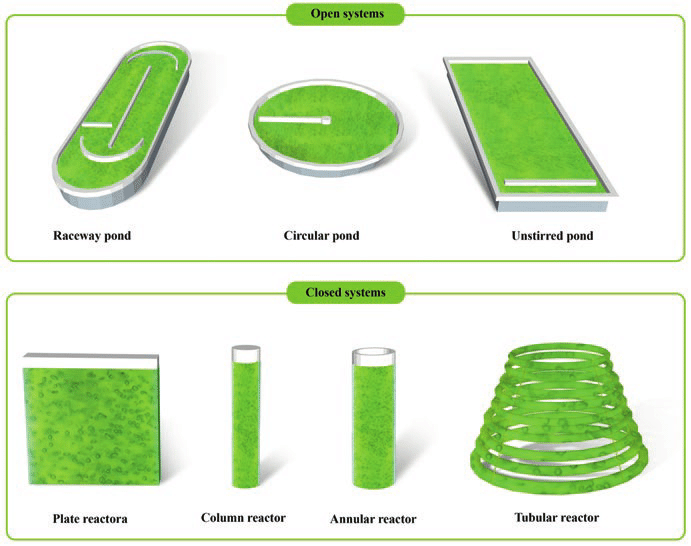 Open systems
Raceway pond
Circular pond
Unstirred pond
Closed systems
Plate reactora
Column reactor
Annular reactor
Tubular reactor